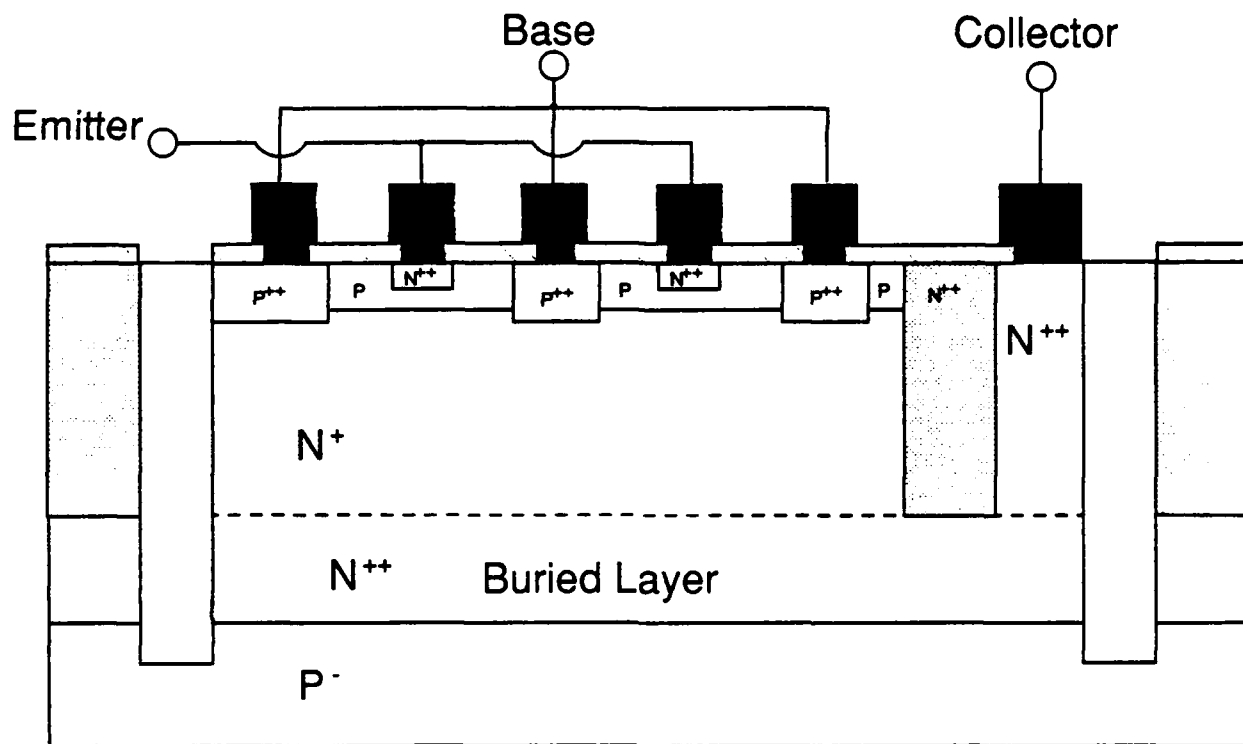 Base
Collector
Emitter
P++
P
N++
P++
P
N++
P++
P
N++
N++
N+
N++ Buried Layer
P-